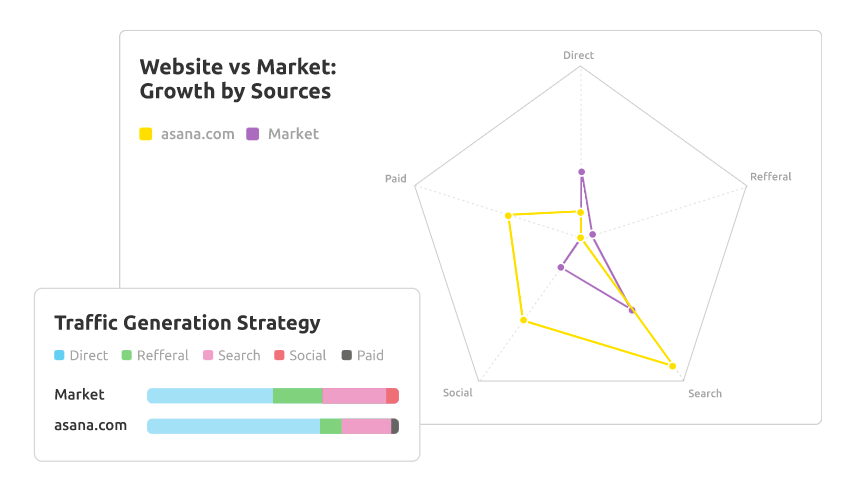 Website vs Market:
Growth by Sources
asana.com Market
Direct
Refferal
Paid
Social
Search
Traffic Generation Strategy
Direct Refferal Search Social Paid
Market
asana.com